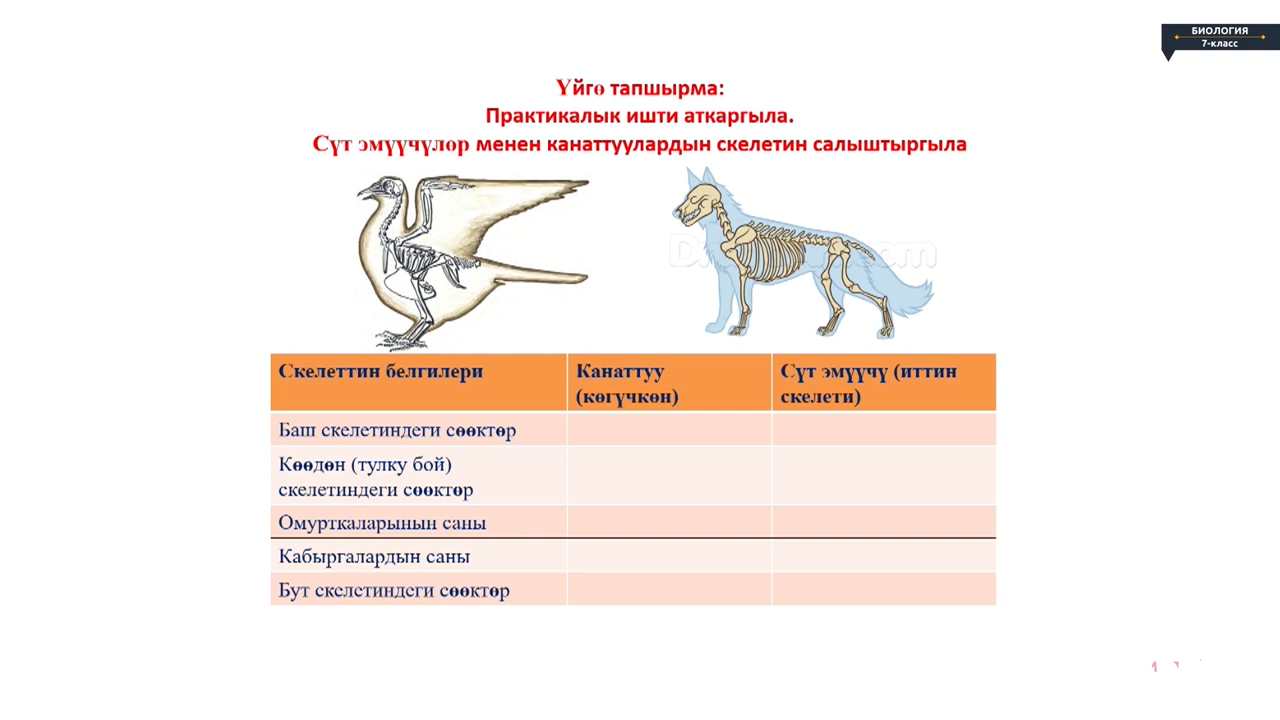 БИОЛОГИЯ
7-класс
Үйгө тапшырма:
Практикалык ишти аткаргыла.
Сүт эмүүчүлөр менен канаттуулардын скелетин салыштыргыла
Скелеттин белгилери
Канаттуу
(көгүчкөн)
Сүт эмүүчү (иттин
скелети)
Баш скелетиндеги сөөктөр
Көөдөн (тулку бой)
скелетиндеги сөөктөр
Омурткаларынын саны
Кабыргалардын саны
Бут скелетиндеги сөөктөр